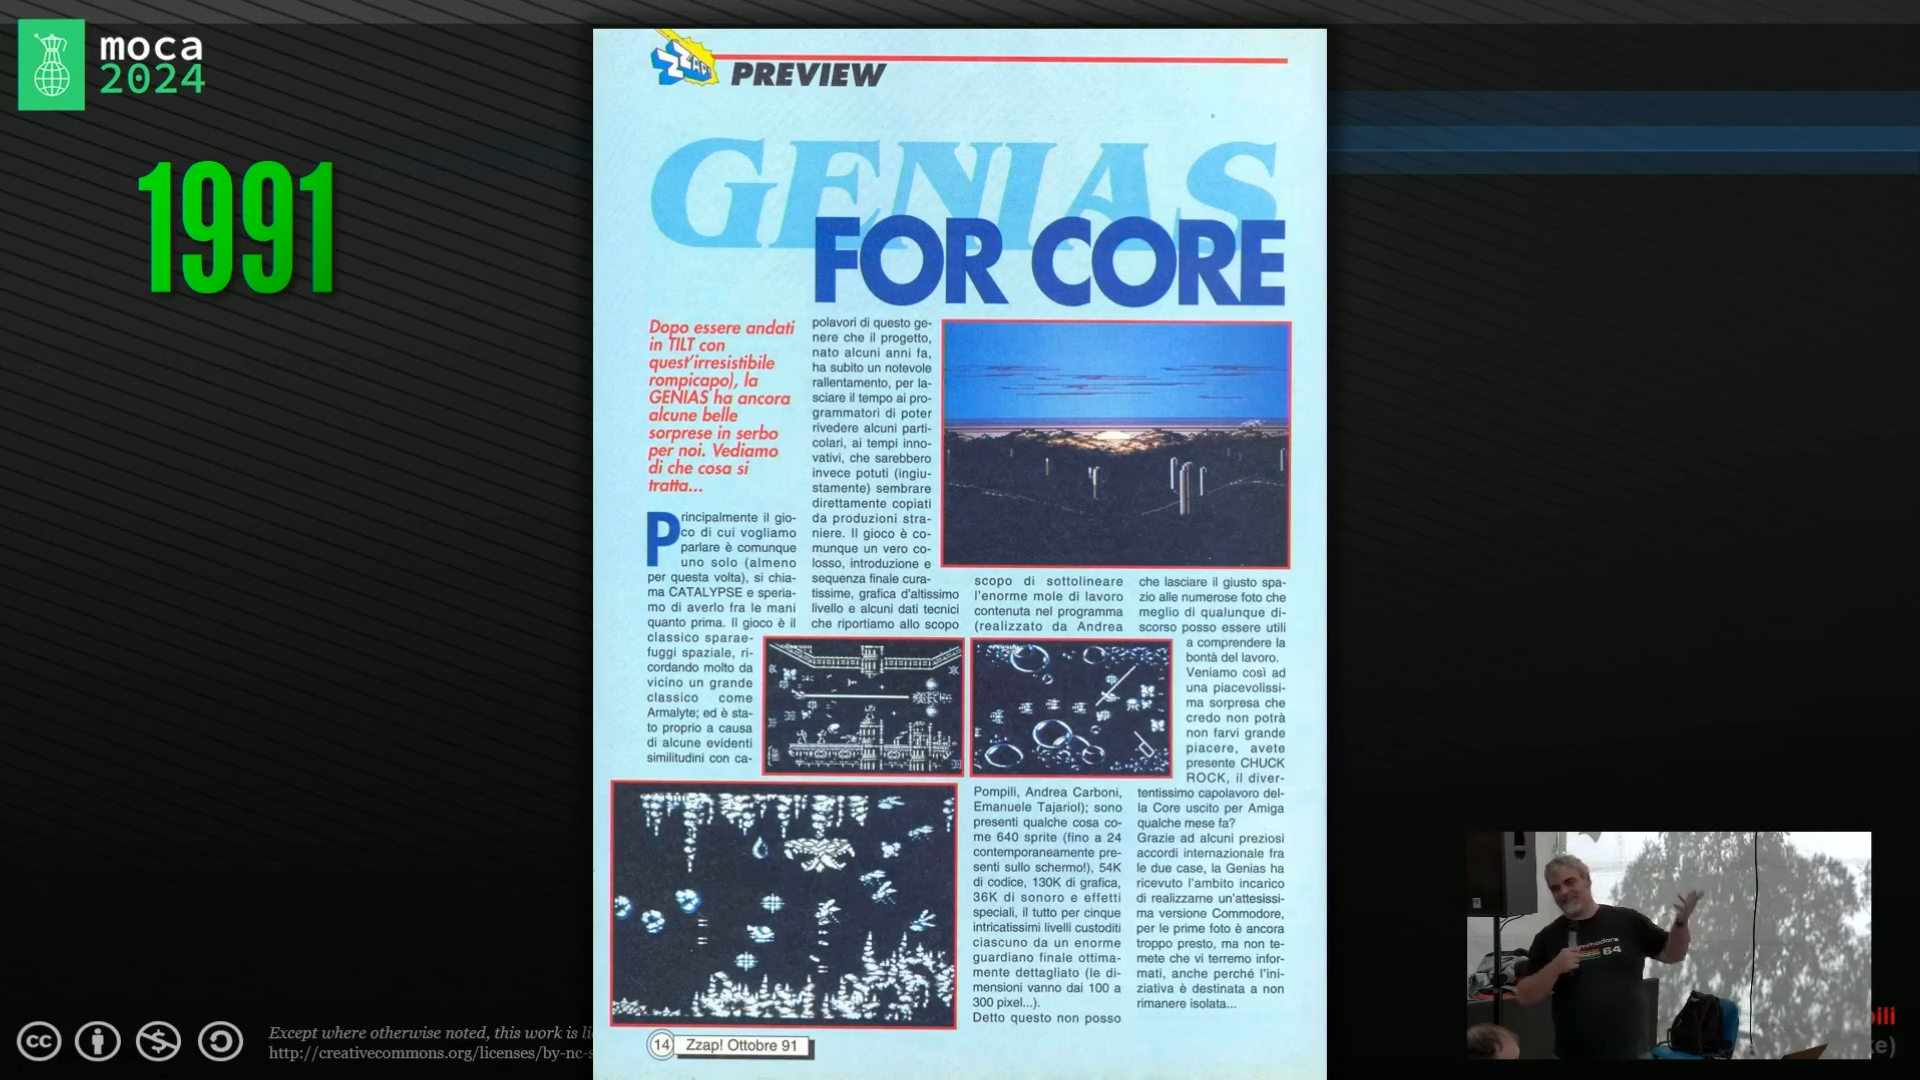 moca
2024
1991
ZZAP!
PREVIEW
GENIAS
FOR CORE
Dopo essere andati
in TILT con
quest'irresistibile
rompicapo), la
GENIAS ha ancora
alcune belle
sorprese in serbo
per noi. Vediamo
di che cosa si
tratta...
Principalmente il gio-
co di cui vogliamo
parlare è comunque
uno solo (almeno
per questa volta), si chia-
ma CATALYPSE e speria-
mo di averlo fra le mani
quanto prima. Il gioco è il
classico sparae-
fuggi spaziale, ri-
cordando molto da
vicino un grande
classico come
Armalyte; ed è sta-
to proprio a causa
di alcune evidenti
similitudini con ca-
polavori di questo ge-
nere che il progetto,
nato alcuni anni fa,
ha subito un notevole
rallentamento, per la-
sciare il tempo ai pro-
grammatori di poter
rivedere alcuni parti-
colari, ai tempi inno-
vativi, che sarebbero
invece potuti (ingiu-
stamente) sembrare
direttamente copiati
da produzioni stra-
niere. Il gioco è co-
munque un vero co-
losso, introduzione e
sequenza finale cura-
tissime, grafica d'altissimo
livello e alcuni dati tecnici
che riportiamo allo scopo
scopo di sottolineare
l'enorme mole di lavoro
contenuta nel programma
(realizzato da Andrea
Pompili, Andrea Carboni,
Emanuele Tajariol); sono
presenti qualche cosa co-
me 640 sprite (fino a 24
contemporaneamente pre-
senti sullo schermo!), 54K
di codice, 130K di grafica,
36K di sonoro e effetti
speciali, il tutto per cinque
intricatissimi livelli custoditi
ciascuno da un enorme
guardiano finale ottima-
mente dettagliato (le di-
mensioni vanno dai 100 a
300 pixel...).
Detto questo non posso
che lasciare il giusto spa-
zio alle numerose foto che
meglio di qualunque di-
scorso posso essere utili
a comprendere la
bontà del lavoro.
Veniamo così ad
una piacevolissi-
ma sorpresa che
credo non potrà
non farvi grande
piacere, avete
presente CHUCK
ROCK, il diver-
tentissimo capolavoro del-
la Core uscito per Amiga
qualche mese fa?
Grazie ad alcuni preziosi
accordi internazionale fra
le due case, la Genias ha
ricevuto l'ambito incarico
di realizzarne un'attesissi-
ma versione Commodore,
per le prime foto è ancora
troppo presto, ma non te-
mete che vi terremo infor-
mati, anche perché l'ini-
ziativa è destinata a non
rimanere isolata...
14 Zzap! Ottobre 91
commodore
64
cc
Except where otherwise noted, this work is li
http://creativecommons.org/licenses/by-nc-s
ili
ke)